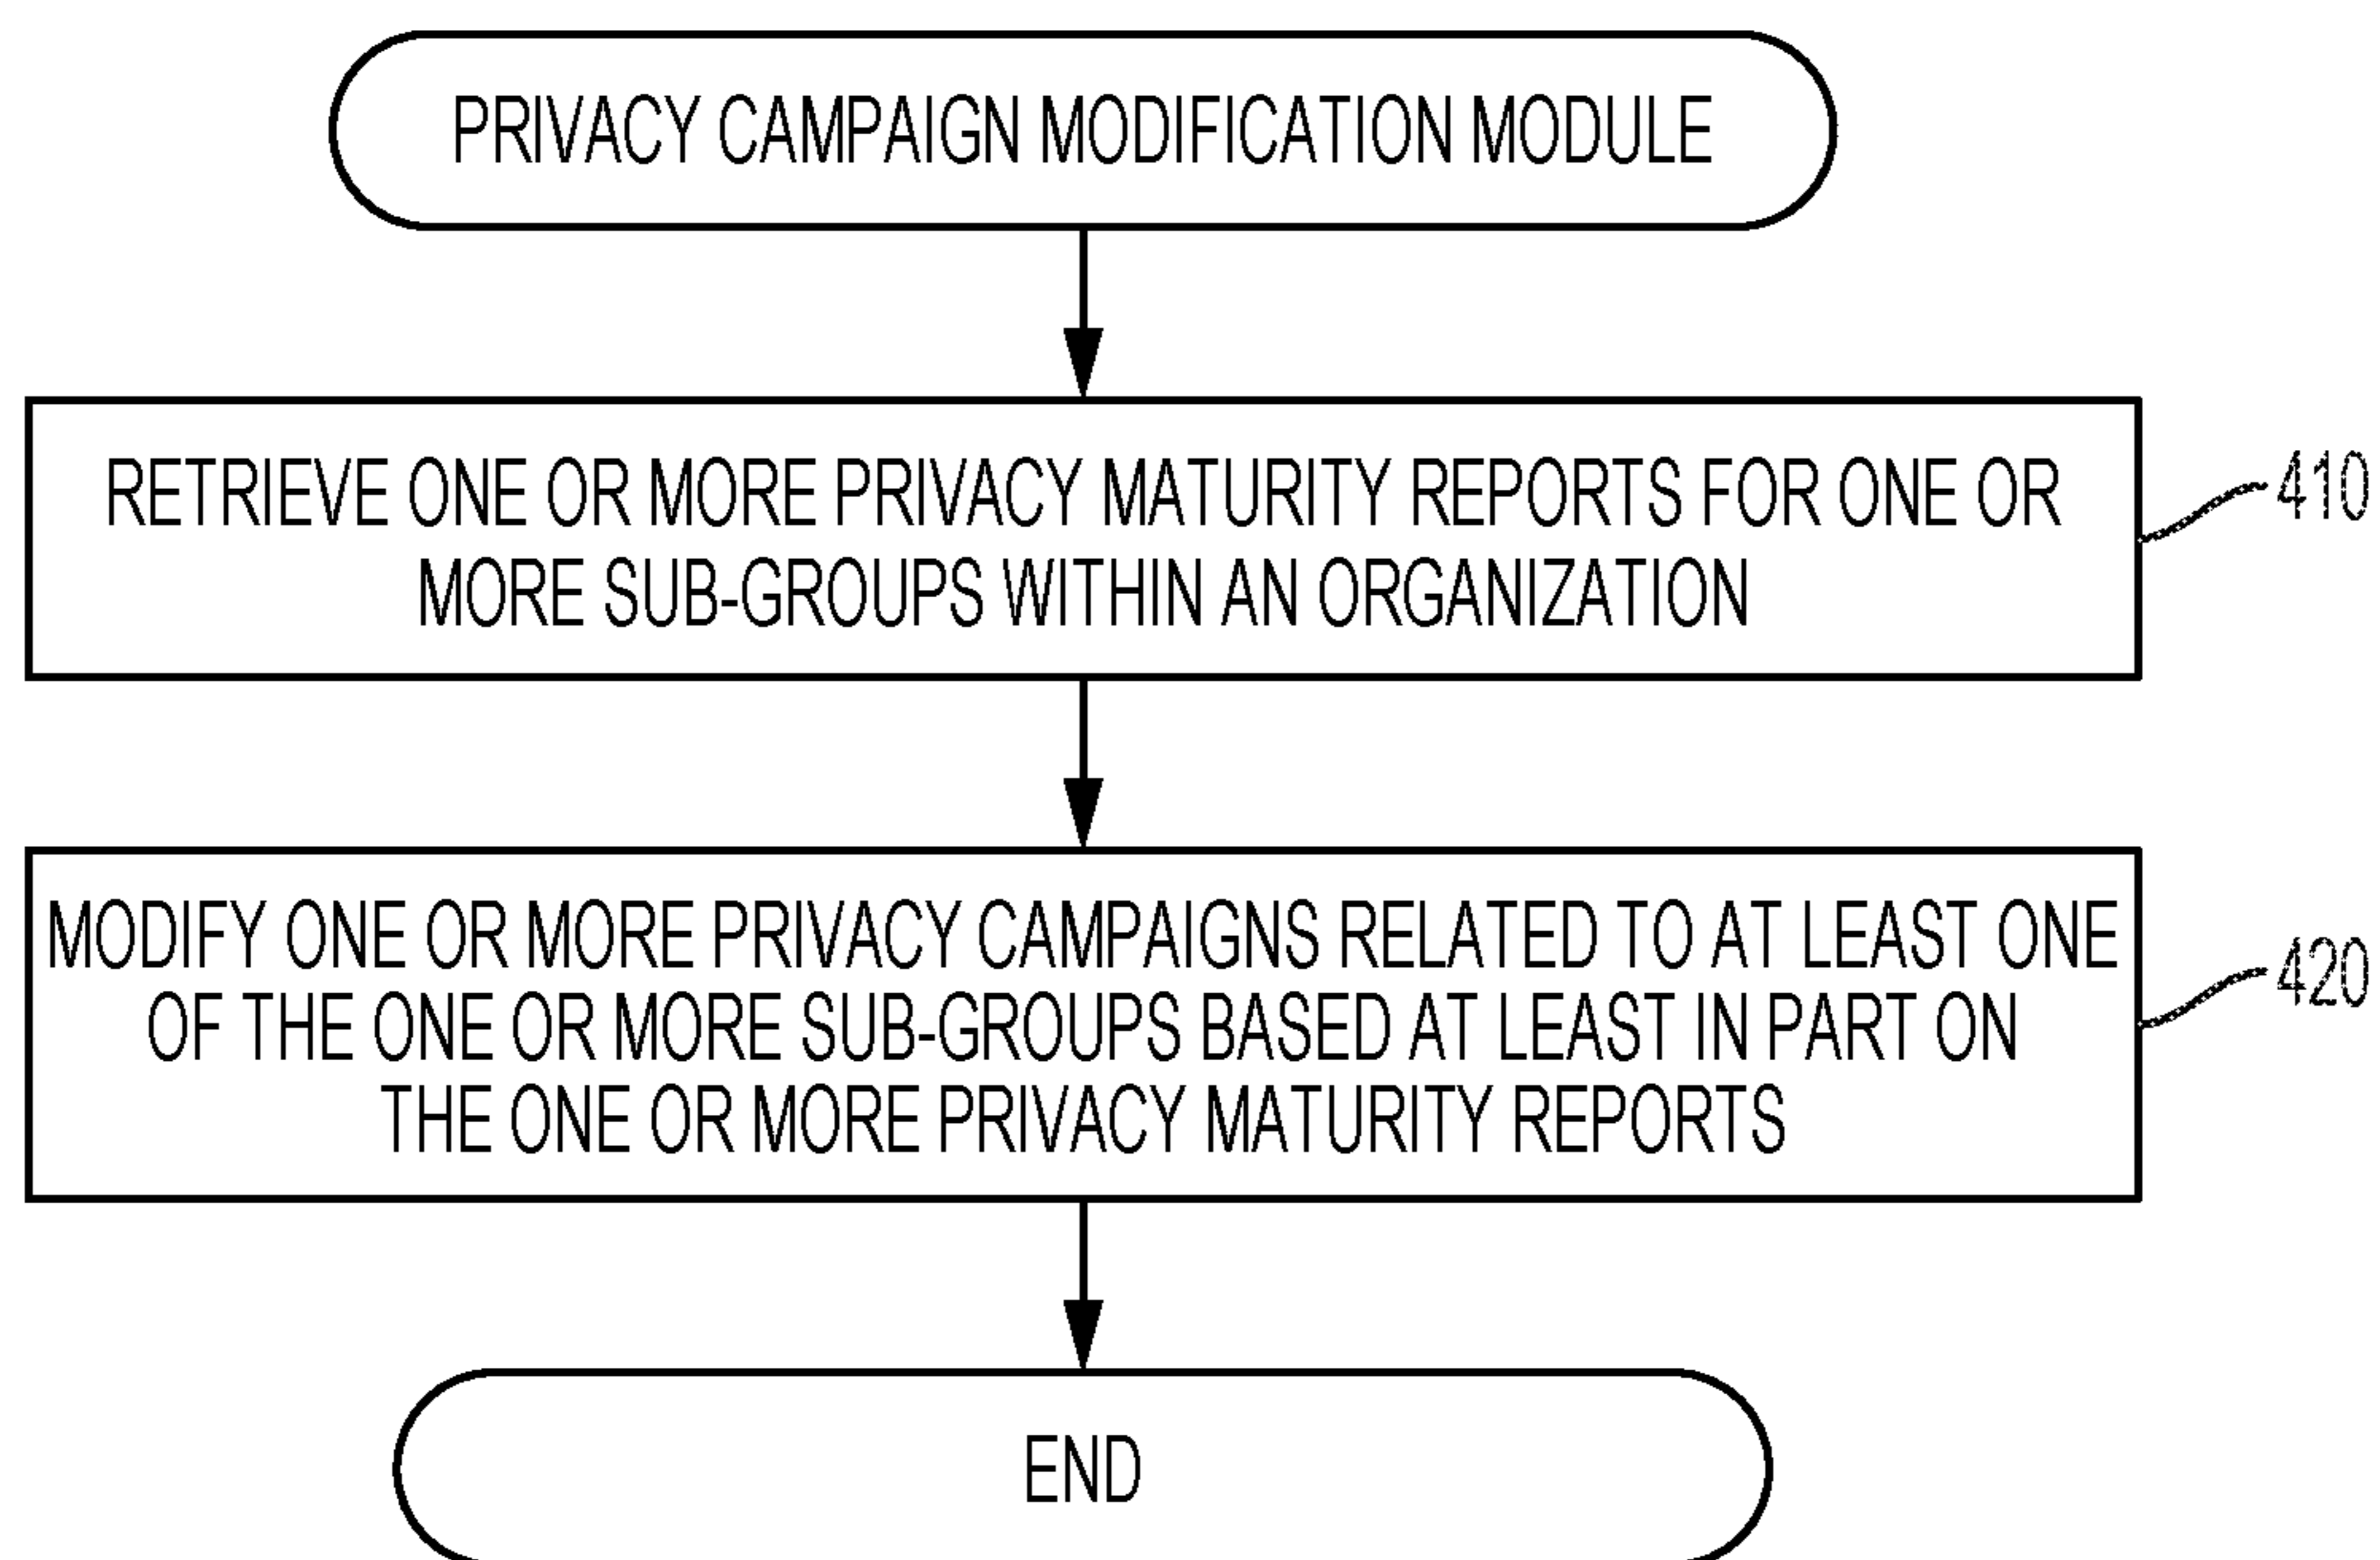 PRIVACY CAMPAIGN MODIFICATION MODULE
RETRIEVE ONE OR MORE PRIVACY MATURITY REPORTS FOR ONE OR
MORE SUB-GROUPS WITHIN AN ORGANIZATION
410
MODIFY ONE OR MORE PRIVACY CAMPAIGNS RELATED TO AT LEAST ONE
OF THE ONE OR MORE SUB-GROUPS BASED AT LEAST IN PART ON
THE ONE OR MORE PRIVACY MATURITY REPORTS
420
END